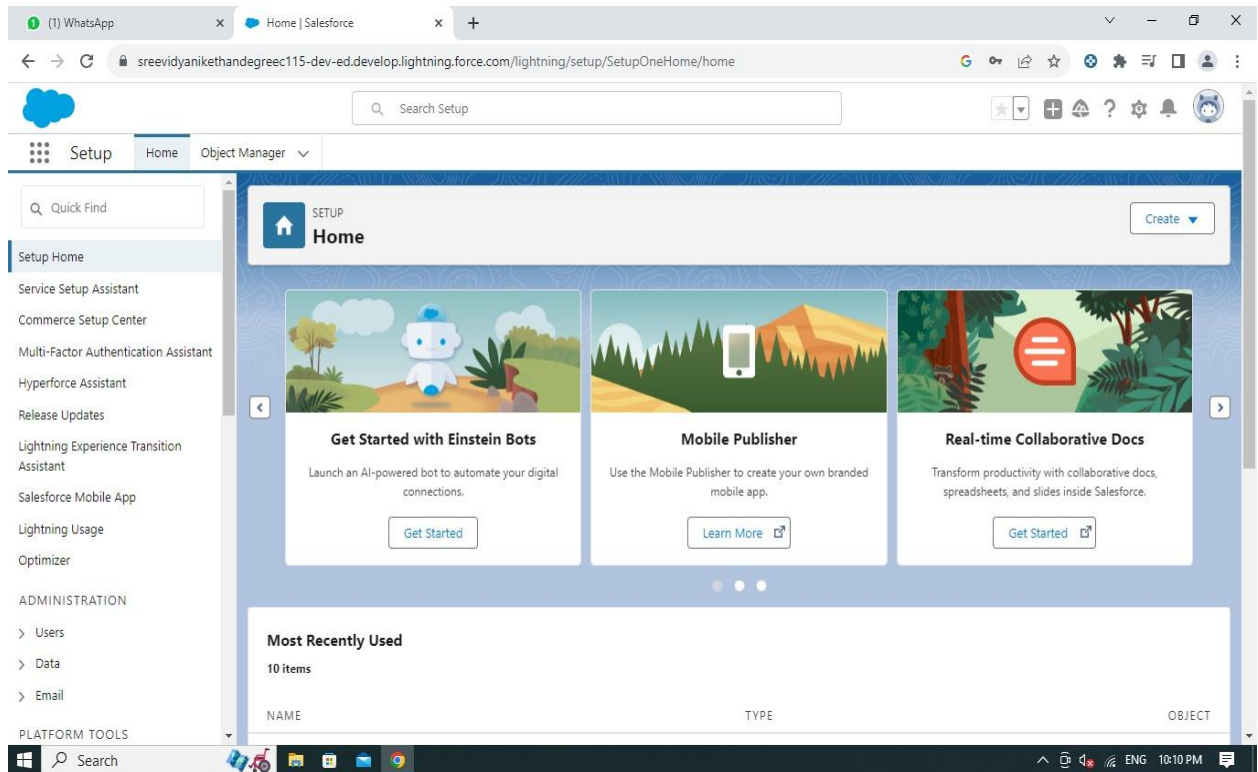 (1) WhatsApp
Home | Salesforce
sreevidyanikethandegreec115-dev-ed.develop.lightning.force.com/lightning/setup/SetupOneHome/home
Search Setup
Setup
Home
Object Manager
Quick Find
Setup Home
Service Setup Assistant
Commerce Setup Center
Multi-Factor Authentication Assistant
Hyperforce Assistant
Release Updates
Lightning Experience Transition
Assistant
Salesforce Mobile App
Lightning Usage
Optimizer
ADMINISTRATION
Users
Data
Email
PLATFORM TOOLS
SETUP
Home
Create
Get Started with Einstein Bots
Launch an AI-powered bot to automate your digital
connections.
Get Started
Mobile Publisher
Use the Mobile Publisher to create your own branded
mobile app.
Learn More
Real-time Collaborative Docs
Transform productivity with collaborative docs,
spreadsheets, and slides inside Salesforce.
Get Started
Most Recently Used
10 items
NAME
TYPE
OBJECT
Search
ENG
10:10 PM